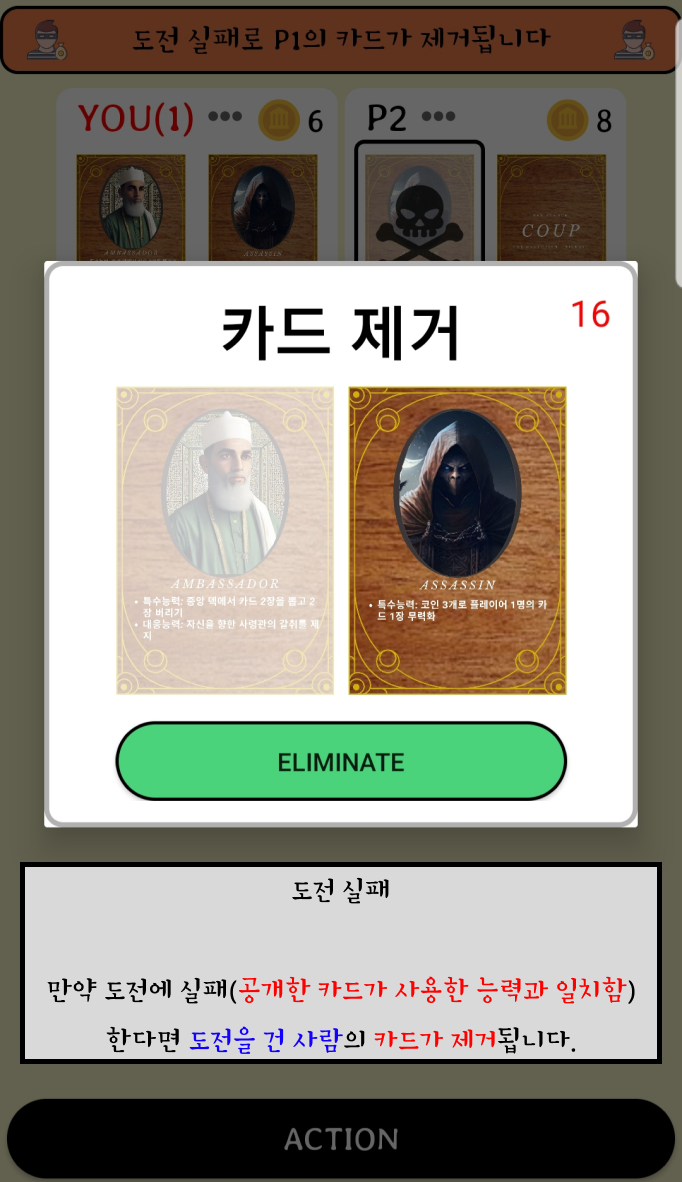 도전 실패로 P1의 카드가 제거됩니다
YOU(1) ••• 6
P2 ••• 8
AMBASSADOR
ASSASSIN
COUP
카드 제거
16
AMBASSADOR
• 특수능력: 중앙 덱에서 카드 2장을 뽑고 2
장 버리기
• 대응능력: 자신을 향한 사령관의 갈취를 제
지
ASSASSIN
• 특수능력: 코인 3개로 플레이어 1명의 카
드 1장 무력화
ELIMINATE
도전 실패
만약 도전에 실패(공개한 카드가 사용한 능력과 일치함)
한다면 도전을 건 사람의 카드가 제거됩니다.
ACTION